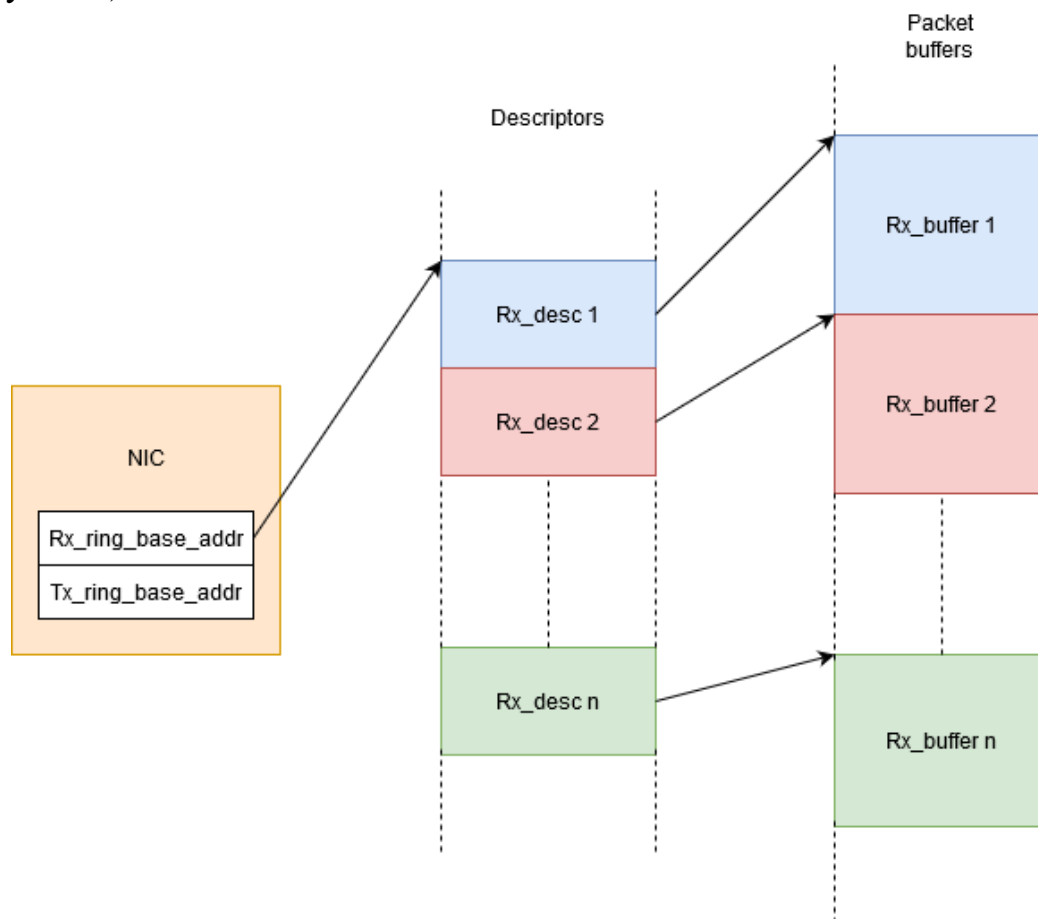 Packet
buffers
Descriptors
Rx_buffer 1
Rx_desc 1
Rx_buffer 2
Rx_desc 2
NIC
Rx_ring_base_addr
Tx_ring_base_addr
Rx_desc n
Rx_buffer n